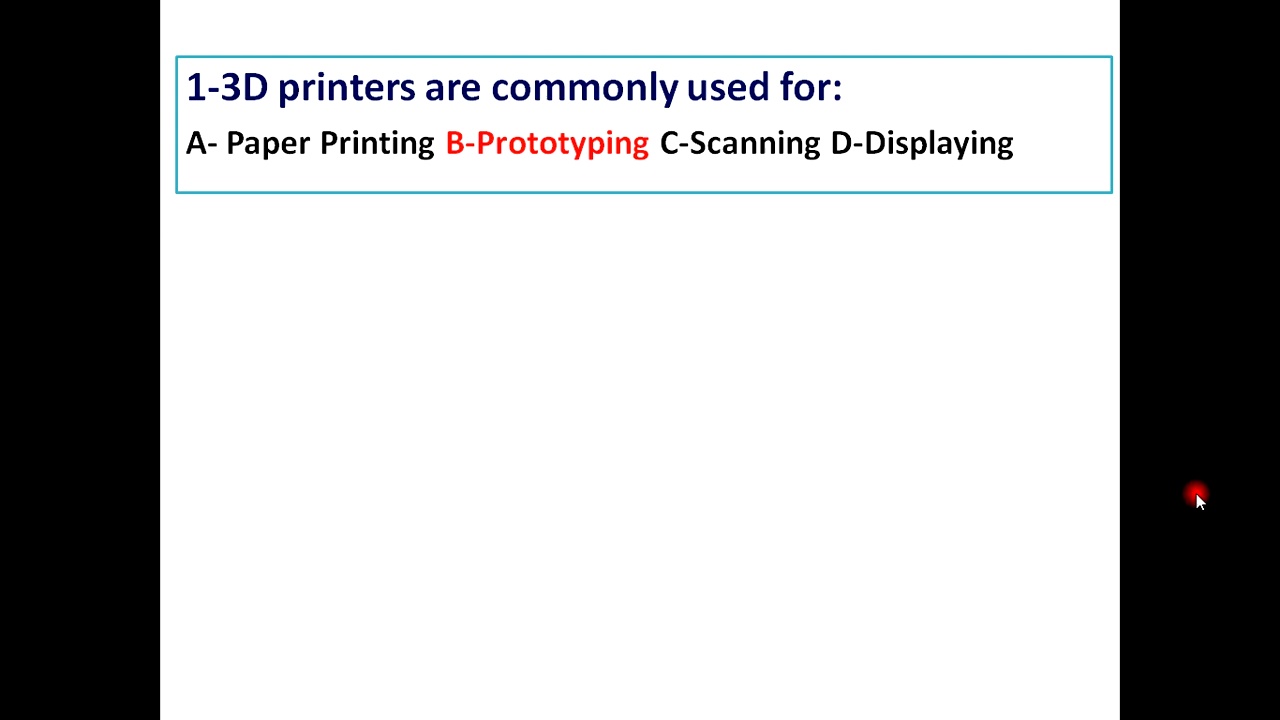 1-3D printers are commonly used for:
A- Paper Printing B-Prototyping C-Scanning D-Displaying